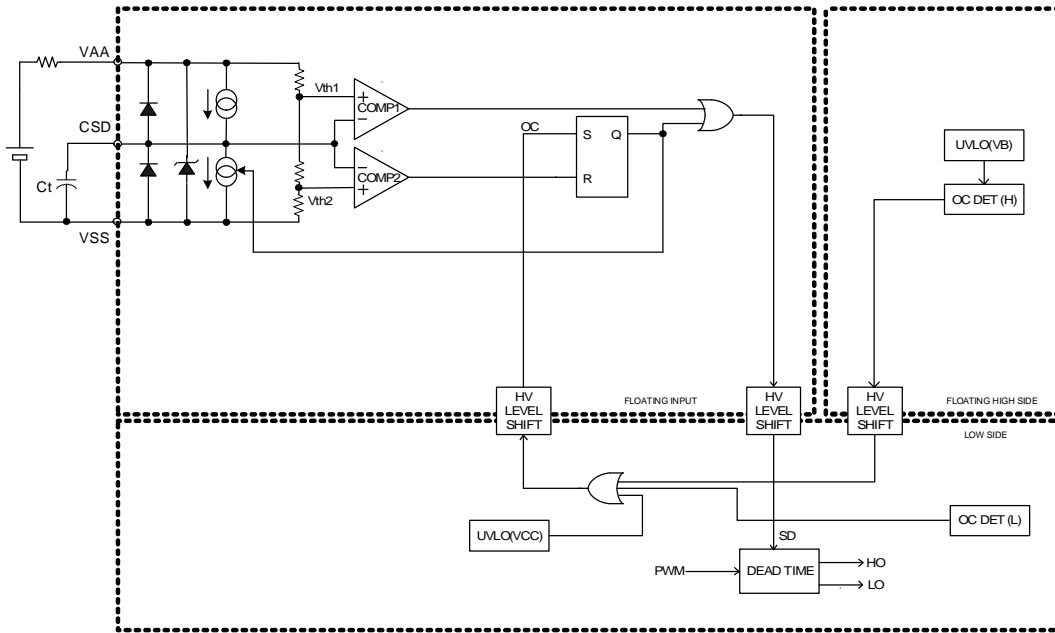 VAA
Vth1
COMP1
CSD
OC
S
Q
UVLO(VB)
Ct
COMP2
R
OC DET (H)
Vth2
VSS
HV
LEVEL
SHIFT
FLOATING INPUT
HV
LEVEL
SHIFT
HV
LEVEL
SHIFT
FLOATING HIGH SIDE
LOW SIDE
UVLO(VCC)
OC DET (L)
SD
PWM
DEAD TIME
HO
LO